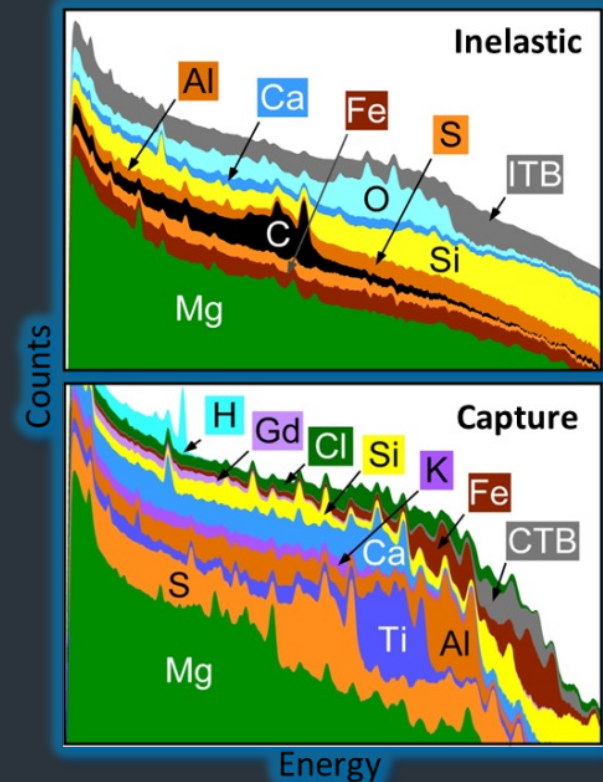 Inelastic
Al
Ca
Fe
S
ITB
O
C
Si
Mg
Counts
Capture
H
Gd
Cl
Si
K
Fe
CTB
Ca
S
Ti
Al
Mg
Energy